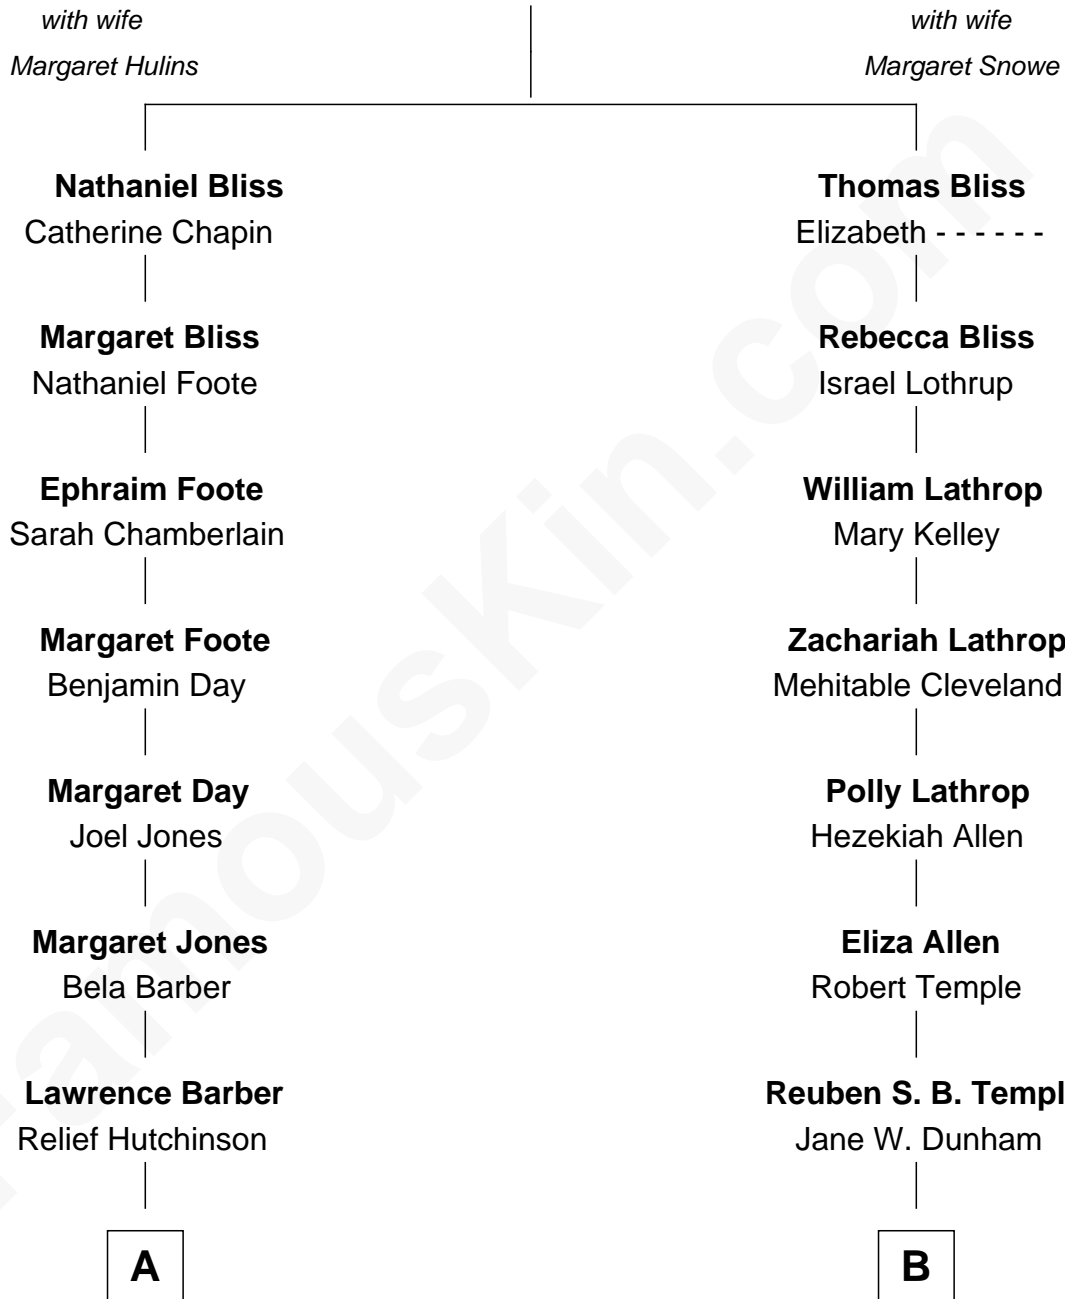 with wife
Margaret Hulins
with wife
Margaret Snowe
Nathaniel Bliss
Catherine Chapin
Thomas Bliss
Elizabeth - - - - - -
Margaret Bliss
Nathaniel Foote
Rebecca Bliss
Israel Lothrup
Ephraim Foote
Sarah Chamberlain
William Lathrop
Mary Kelley
Margaret Foote
Benjamin Day
Zachariah Lathrop
Mehitable Cleveland
Margaret Day
Joel Jones
Polly Lathrop
Hezekiah Allen
Margaret Jones
Bela Barber
Eliza Allen
Robert Temple
Lawrence Barber
Relief Hutchinson
Reuben S. B. Templ
Jane W. Dunham
A
B
FamousKin.com